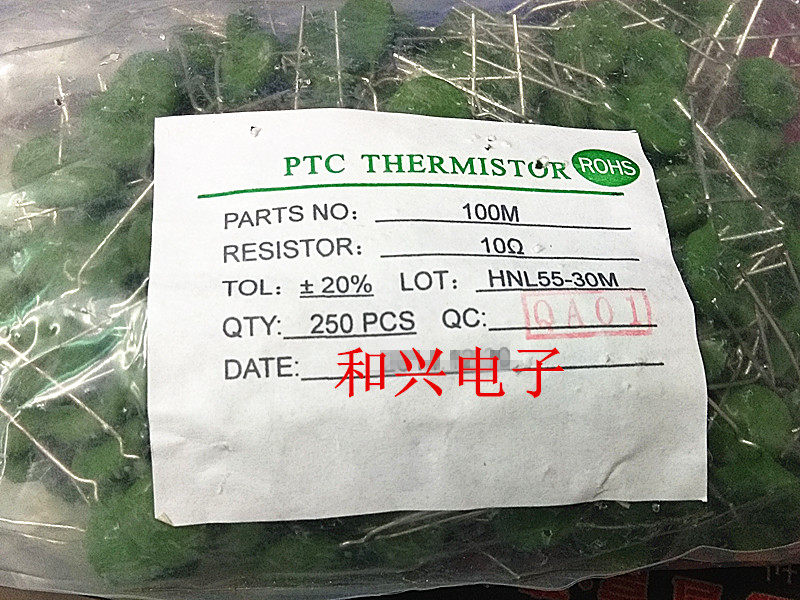 PTC THERMISTOR ROHS
PARTS NO: 100M
RESISTOR: 10Ω
TOL: ± 20% LOT: HNL55-30M
QTY: 250 PCS QC: QA01
DATE:
和兴电子